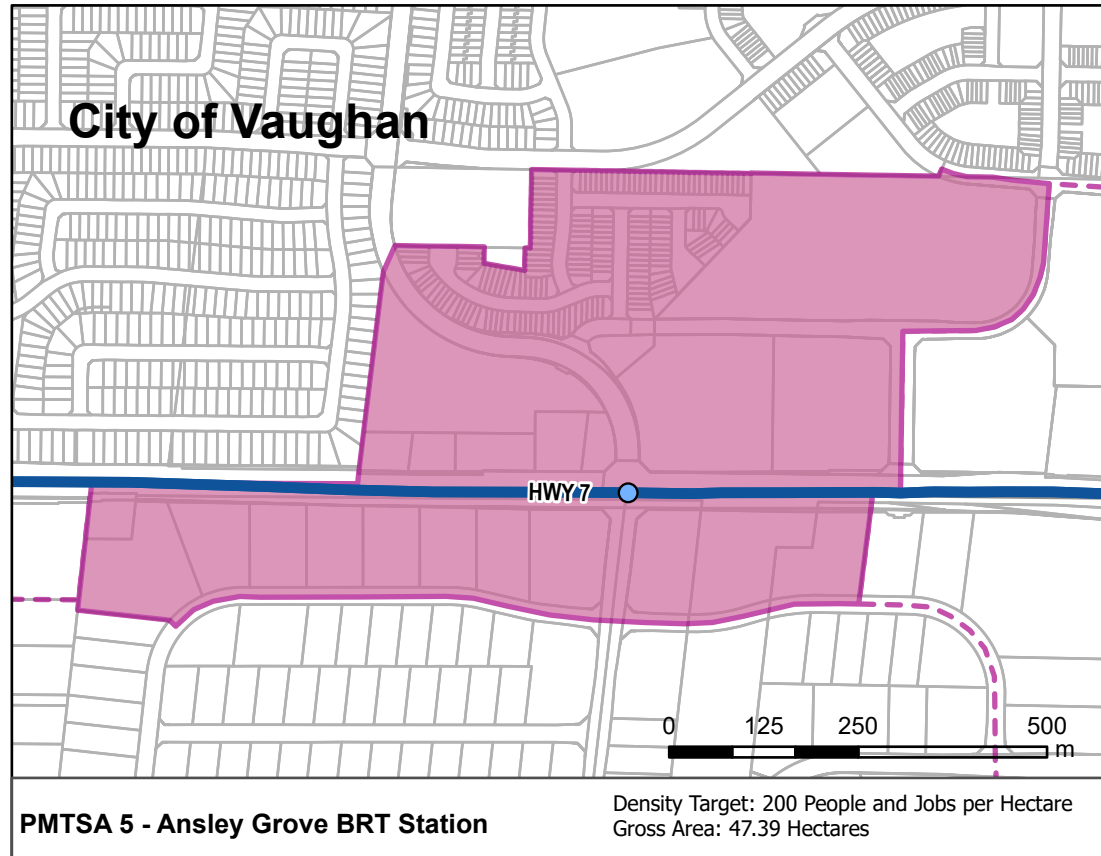 City of Vaughan
HWY 7
0 125 250 500
m
PMTSA 5 - Ansley Grove BRT Station
Density Target: 200 People and Jobs per Hectare
Gross Area: 47.39 Hectares